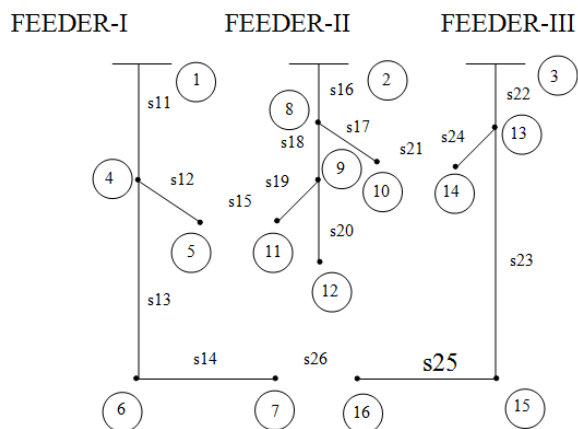 FEEDER-I FEEDER-II FEEDER-III
1 2 3
s11 s16 s22
8 s17 13
s18 s21 s24
4 s12 9
s19 10 14
s15
5 11 s20
12 s23
s13
s14 s26 s25
6 7 16 15